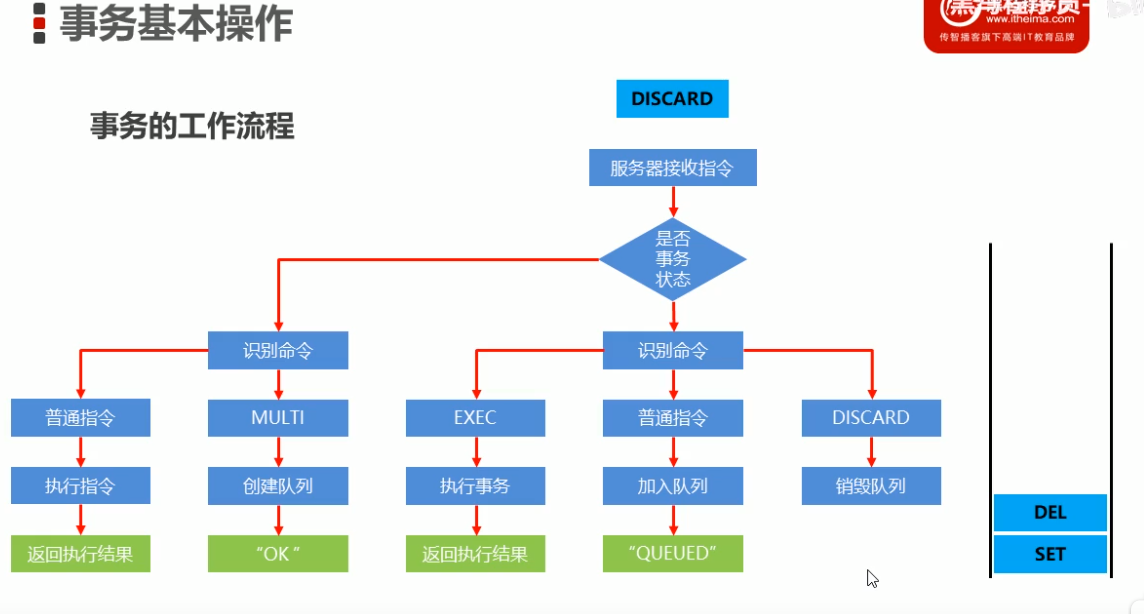 事务基本操作
www.itheima.com
传智播客旗下高端IT教育品牌
事务的工作流程
DISCARD
服务器接收指令
是否
事务
状态
识别命令
识别命令
普通指令
MULTI
EXEC
普通指令
DISCARD
执行指令
创建队列
执行事务
加入队列
销毁队列
返回执行结果
“OK”
返回执行结果
“QUEUED”
DEL
SET